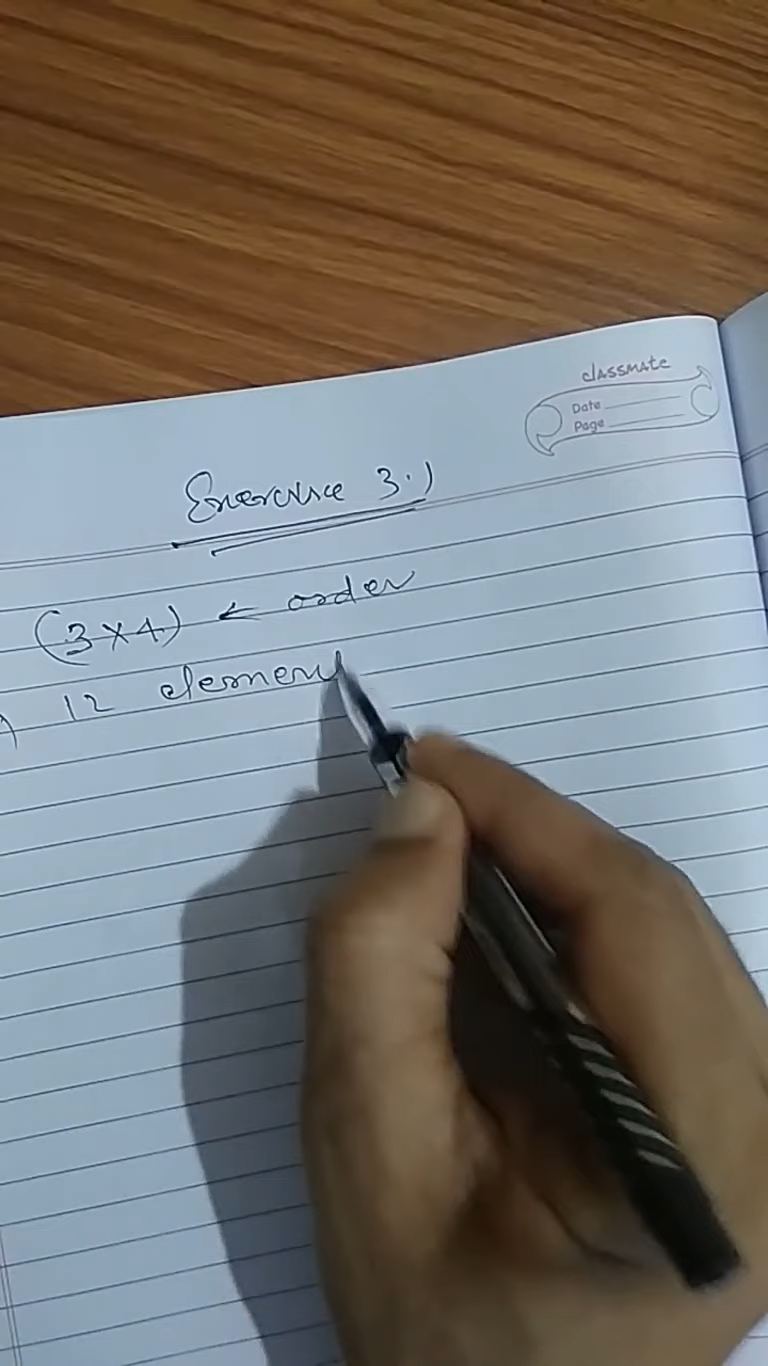 classmate
Date
Page
Exercise 3.1
(3×4) ← order
12 element